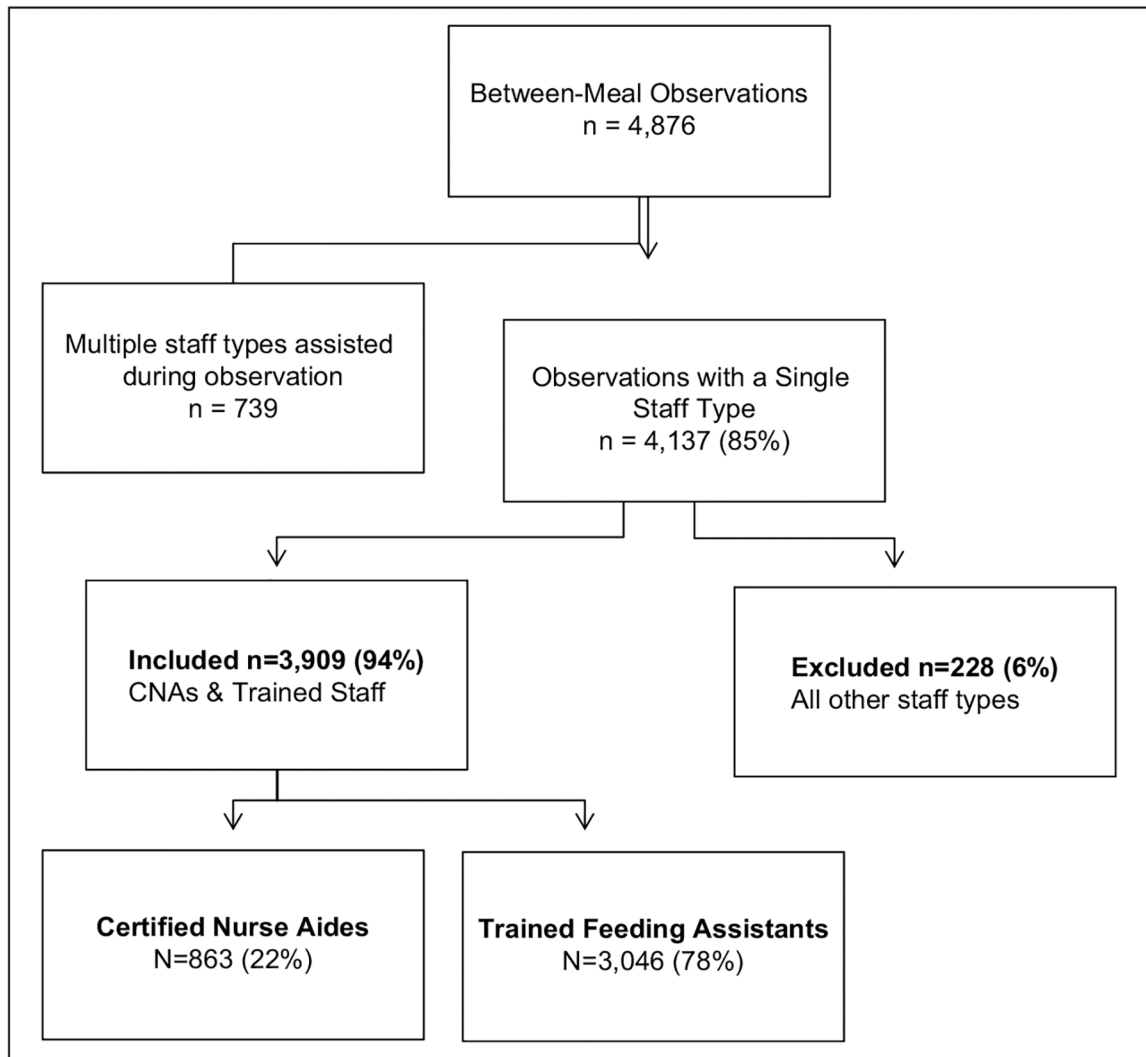 Between-Meal Observations
n = 4,876
Multiple staff types assisted
during observation
n = 739
Observations with a Single
Staff Type
n = 4,137 (85%)
Included n=3,909 (94%)
CNAs & Trained Staff
Excluded n=228 (6%)
All other staff types
Certified Nurse Aides
N=863 (22%)
Trained Feeding Assistants
N=3,046 (78%)